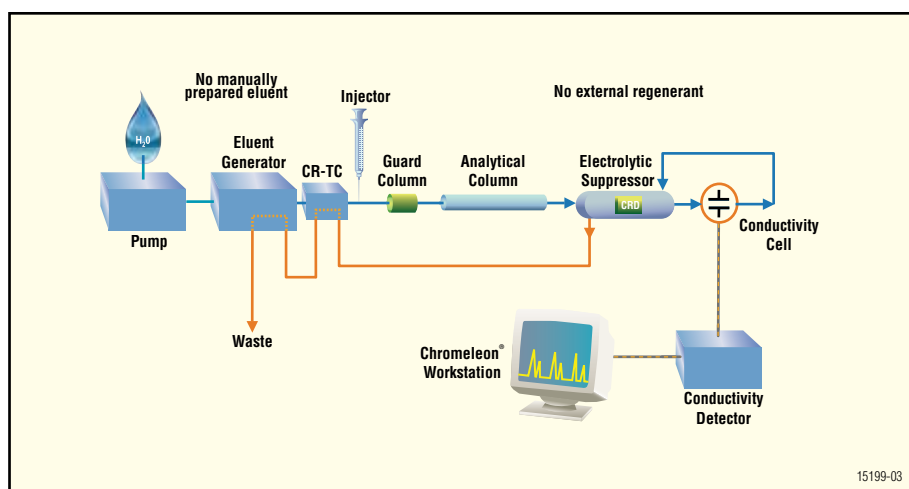 No manually
prepared eluent
Injector
No external regenerant
H20
Eluent
Generator
CR-TC
Guard
Column
Analytical
Column
Electrolytic
Suppressor
CRD
Pump
Conductivity
Cell
Waste
Chromeleon®
Workstation
Conductivity
Detector
15199-03